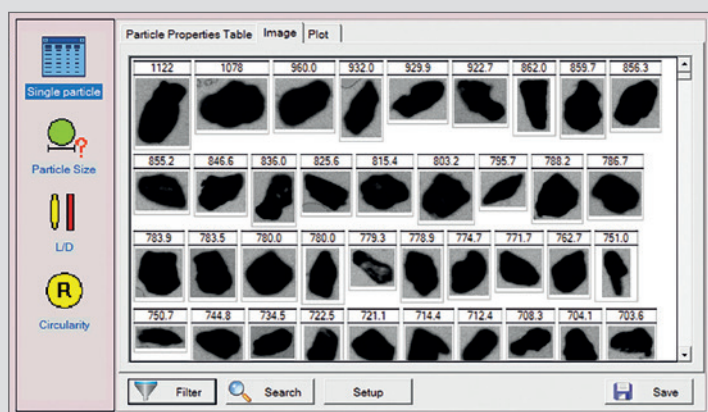 Particle Properties Table Image Plot
Single particle
Particle Size
L/D
R
Circularity
1122 1078 960.0 932.0 929.9 922.7 862.0 859.7 856.3
855.2 846.6 836.0 825.6 815.4 803.2 795.7 788.2 786.7
783.9 783.5 780.0 780.0 779.3 778.9 774.7 771.7 762.7 751.0
750.7 744.8 734.5 722.5 721.1 714.4 712.4 708.3 704.1 703.6
Filter Search Setup Save